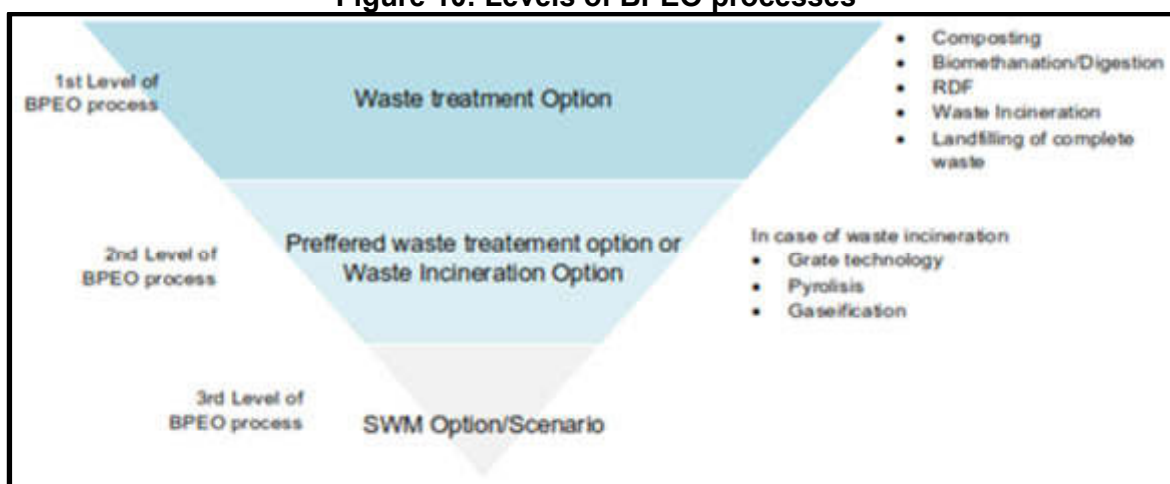 Figure 10: Levels of BPEO processes
1st Level of
BPEO process
Waste treatment Option
• Composting
• Biomethanation/Digestion
• RDF
• Waste Incineration
• Landfilling of complete
waste
2nd Level of
BPEO process
Preffered waste treatement option or
Waste Incineration Option
In case of waste incineration
• Grate technology
• Pyrolisis
• Gaseification
3rd Level of
BPEO process
SWM Option/Scenario